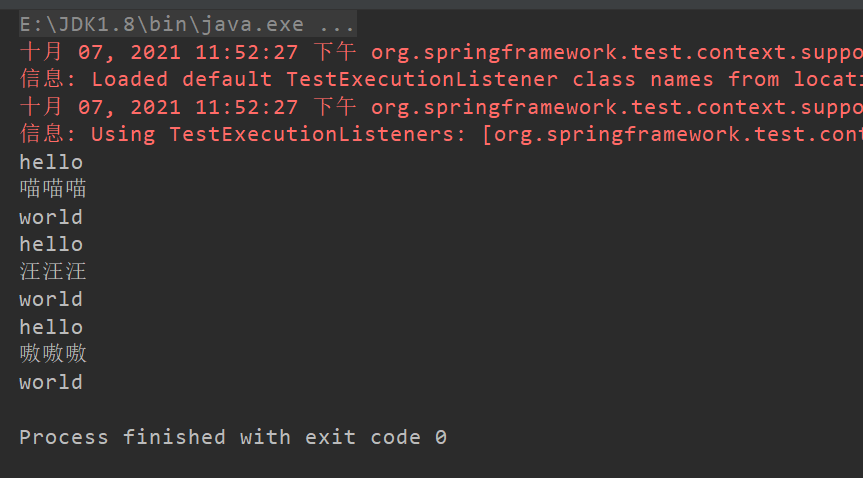 E:\JDK1.8\bin\java.exe ...
十月 07, 2021 11:52:27 下午 org.springframework.test.context.suppo
信息: Loaded default TestExecutionListener class names from locati
十月 07, 2021 11:52:27 下午 org.springframework.test.context.suppo
信息: Using TestExecutionListeners: [org.springframework.test.cont
hello
喵喵喵
world
hello
汪汪汪
world
hello
嗷嗷嗷
world
Process finished with exit code 0